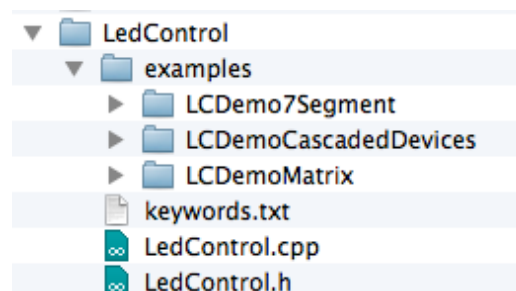 LedControl
examples
LCDemo7Segment
LCDemoCascadedDevices
LCDemoMatrix
keywords.txt
LedControl.cpp
LedControl.h